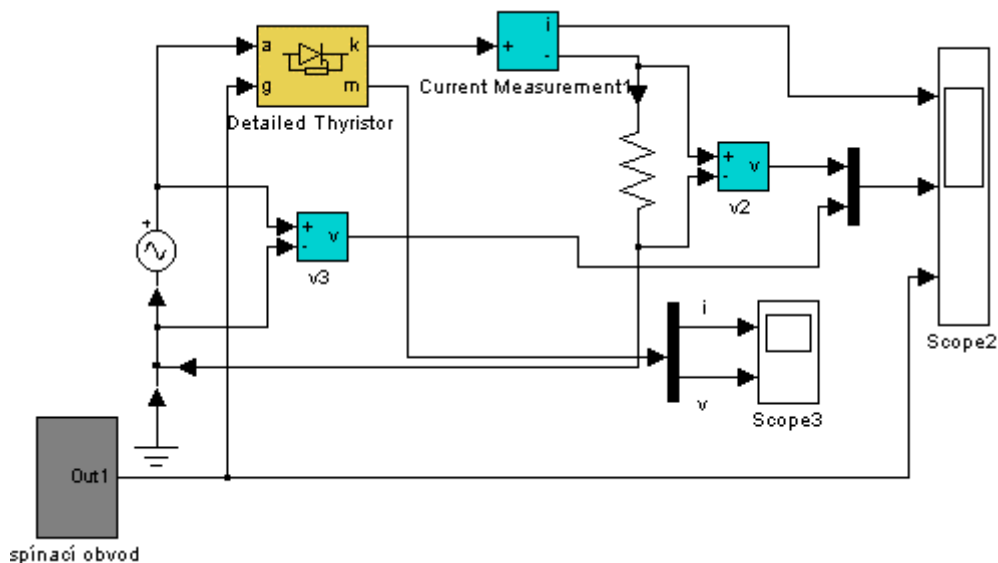 a k
g m
Detailed Thyristor
+ i
-
Current Measurement1
+
- v
v2
+
+
- v
v3
i
v
Scope2
Scope3
Out1
spínací obvod